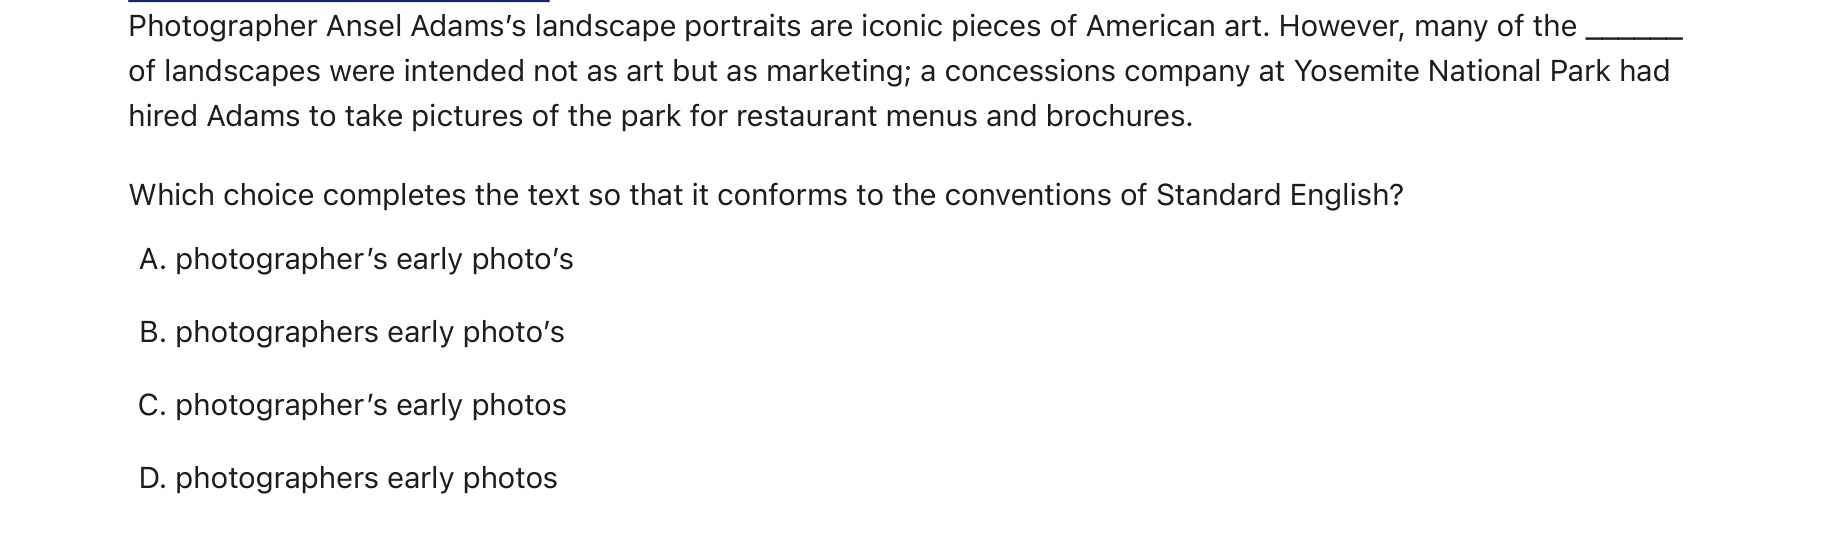 Photographer Ansel Adams’s landscape portraits are iconic pieces of American art. However, many of the ______
of landscapes were intended not as art but as marketing; a concessions company at Yosemite National Park had
hired Adams to take pictures of the park for restaurant menus and brochures.
Which choice completes the text so that it conforms to the conventions of Standard English?
A. photographer’s early photo’s
B. photographers early photo’s
C. photographer’s early photos
D. photographers early photos